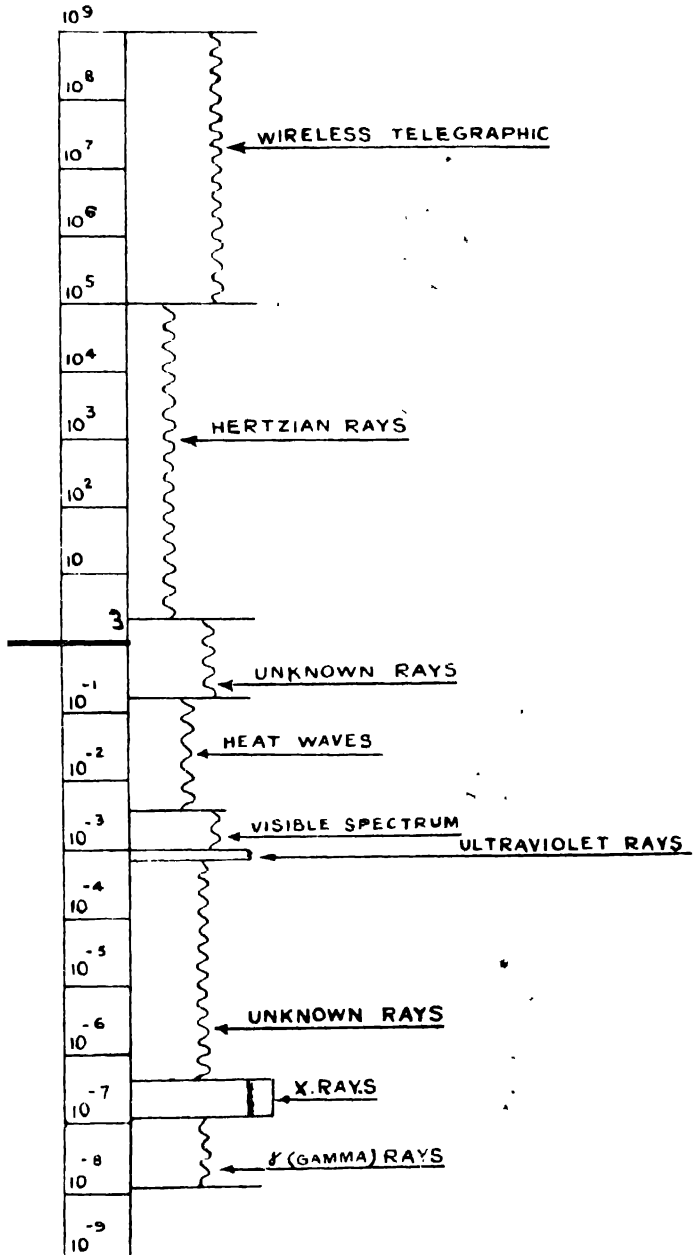 10⁹
10⁸
WIRELESS TELEGRAPHIC
10⁷
10⁶
10⁵
10⁴
HERTZIAN RAYS
10³
10²
10
3
UNKNOWN RAYS
10⁻¹
HEAT WAVES
10⁻²
VISIBLE SPECTRUM
10⁻³
ULTRAVIOLET RAYS
10⁻⁴
10⁻⁵
UNKNOWN RAYS
10⁻⁶
X.RAYS
10⁻⁷
γ (GAMMA) RAYS
10⁻⁸
10⁻⁹